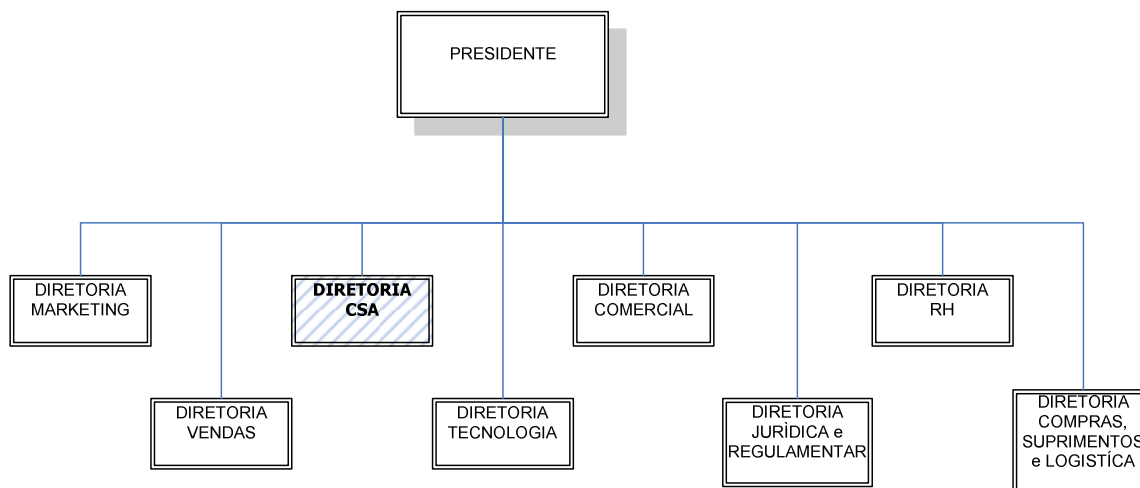 PRESIDENTE
DIRETORIA
MARKETING
DIRETORIA
CSA
DIRETORIA
COMERCIAL
DIRETORIA
RH
DIRETORIA
VENDAS
DIRETORIA
TECNOLOGIA
DIRETORIA
JURÌDICA e
REGULAMENTAR
DIRETORIA
COMPRAS,
SUPRIMENTOS
e LOGISTÍCA